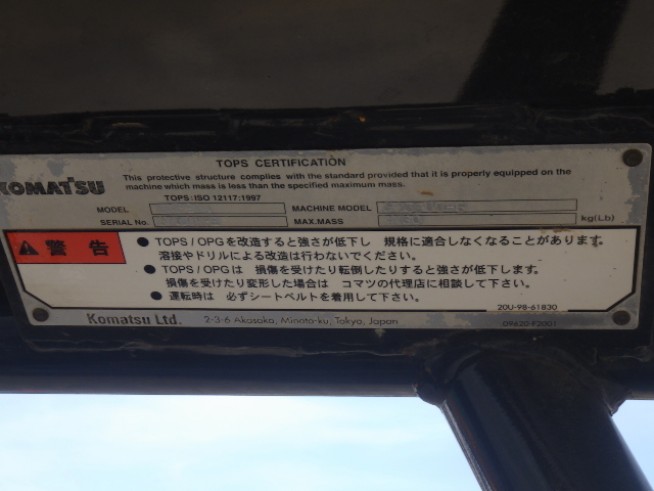 TOPS CERTIFICATION
KOMATSU
This protective structure complies with the standard provided that it is properly equipped on the
machine which mass is less than the specified maximum mass.
TOPS : ISO 12117:1997
MODEL MACHINE MODEL
SERIAL No. MAX.MASS kg(Lb)
警告
● TOPS / OPGを改造すると強さが低下し 規格に適合しなくなることがあります。
溶接やドリルによる改造は行わないでください。
● TOPS / OPGは 損傷を受けたり転倒したりすると強さが低下します。
損傷を受けたり変形した場合は コマツの代理店に相談して下さい。
● 運転時は 必ずシートベルトを着用して下さい。
20U-98-61830
Komatsu Ltd. 2-3-6 Akasaka, Minato-ku, Tokyo, Japan